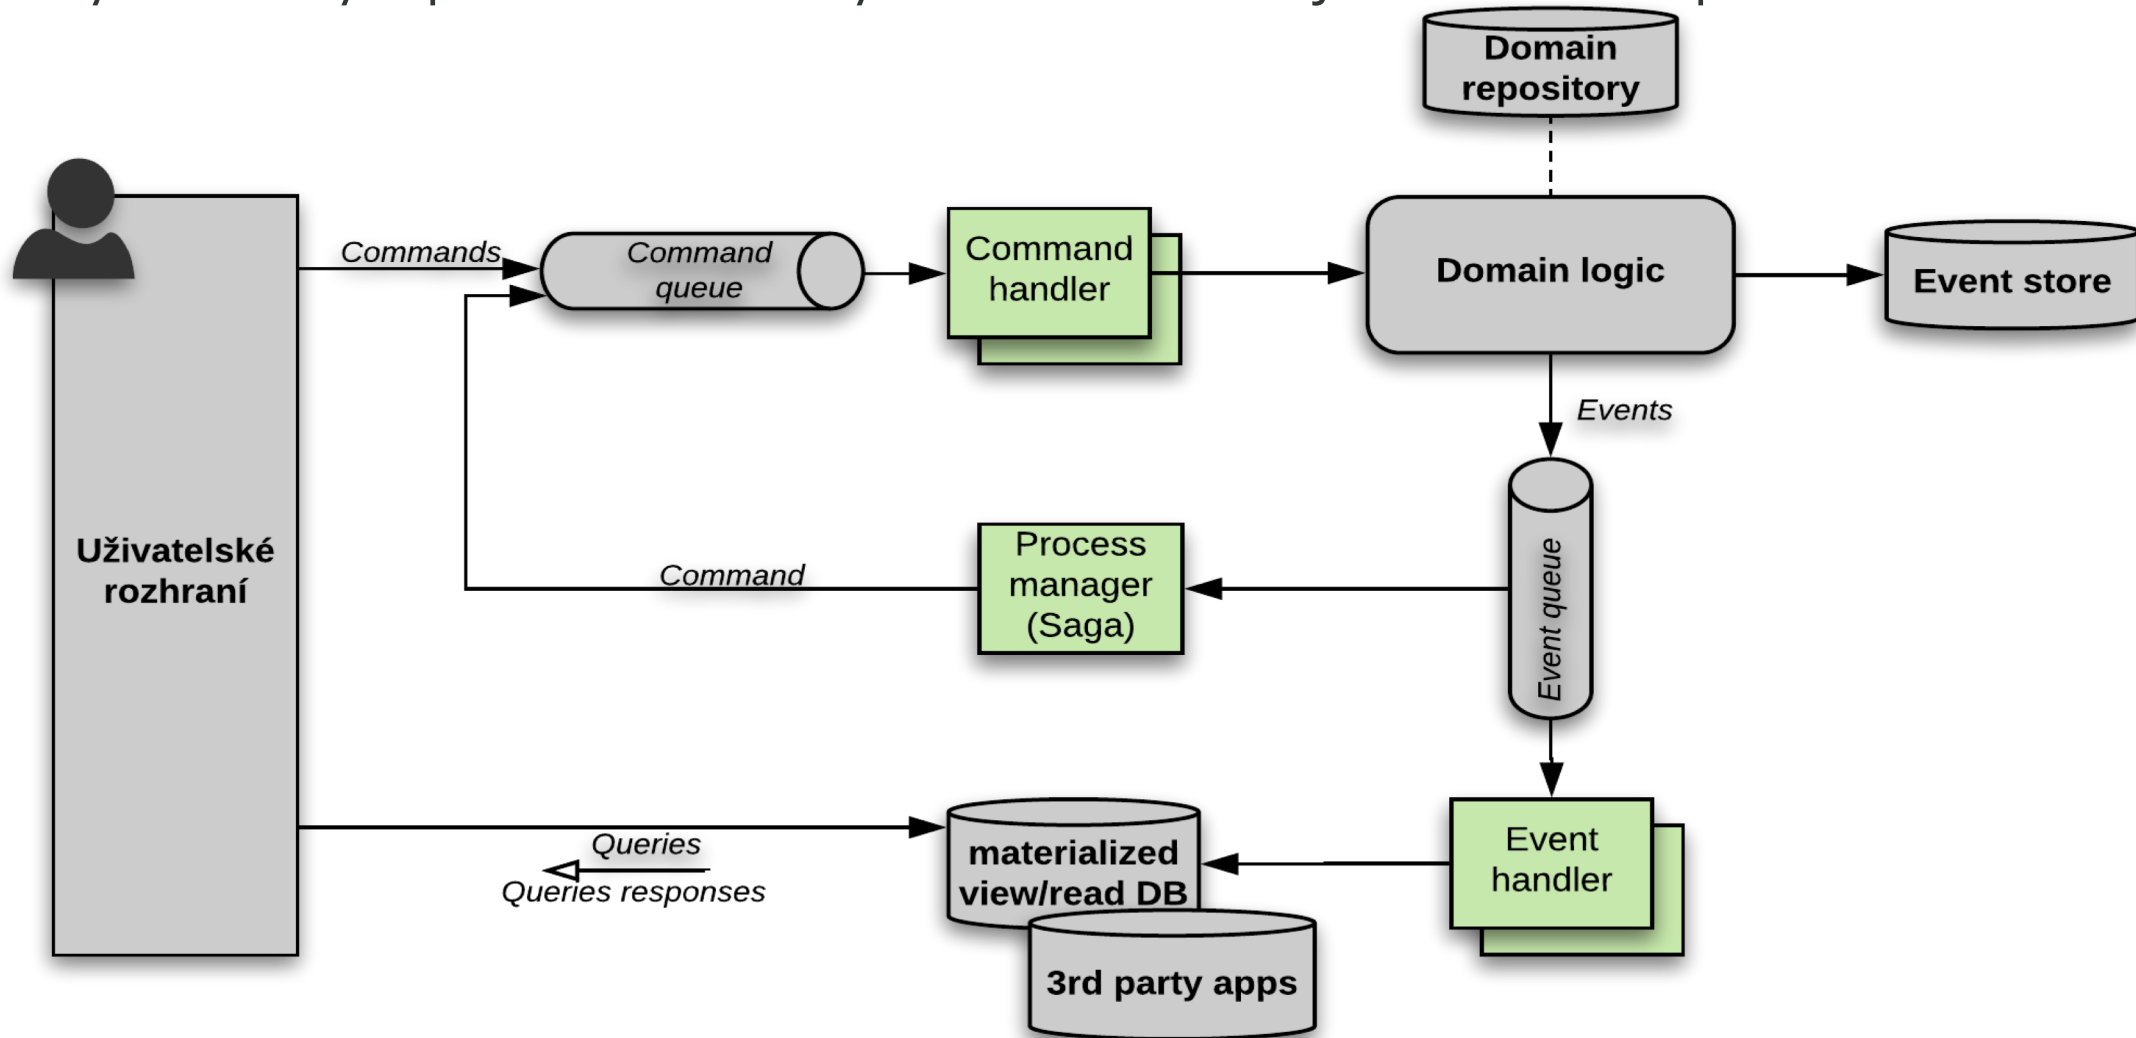 Domain
repository
Commands
Command
queue
Command
handler
Domain logic
Event store
Events
Uživatelské
rozhraní
Command
Process
manager
(Saga)
Event queue
Queries
Queries responses
materialized
view/read DB
Event
handler
3rd party apps